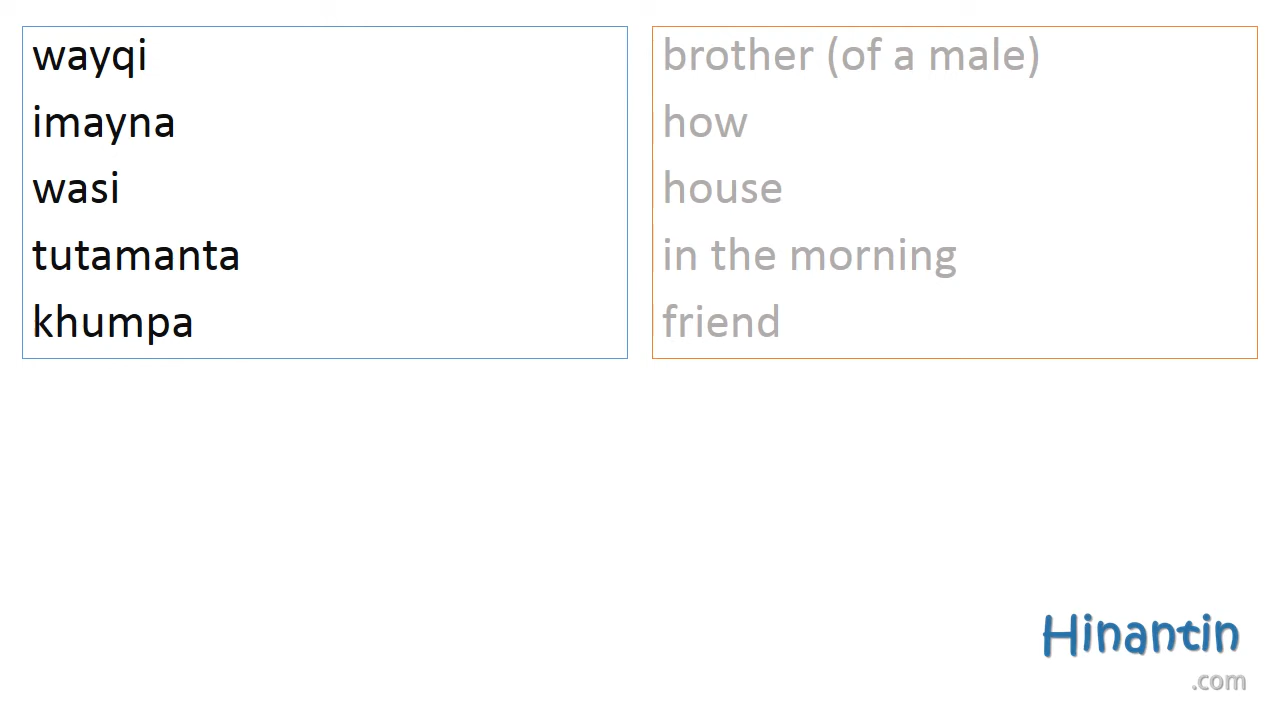 wayqi
imayna
wasi
tutamanta
khumpa
brother (of a male)
how
house
in the morning
friend
Hinantin
.com